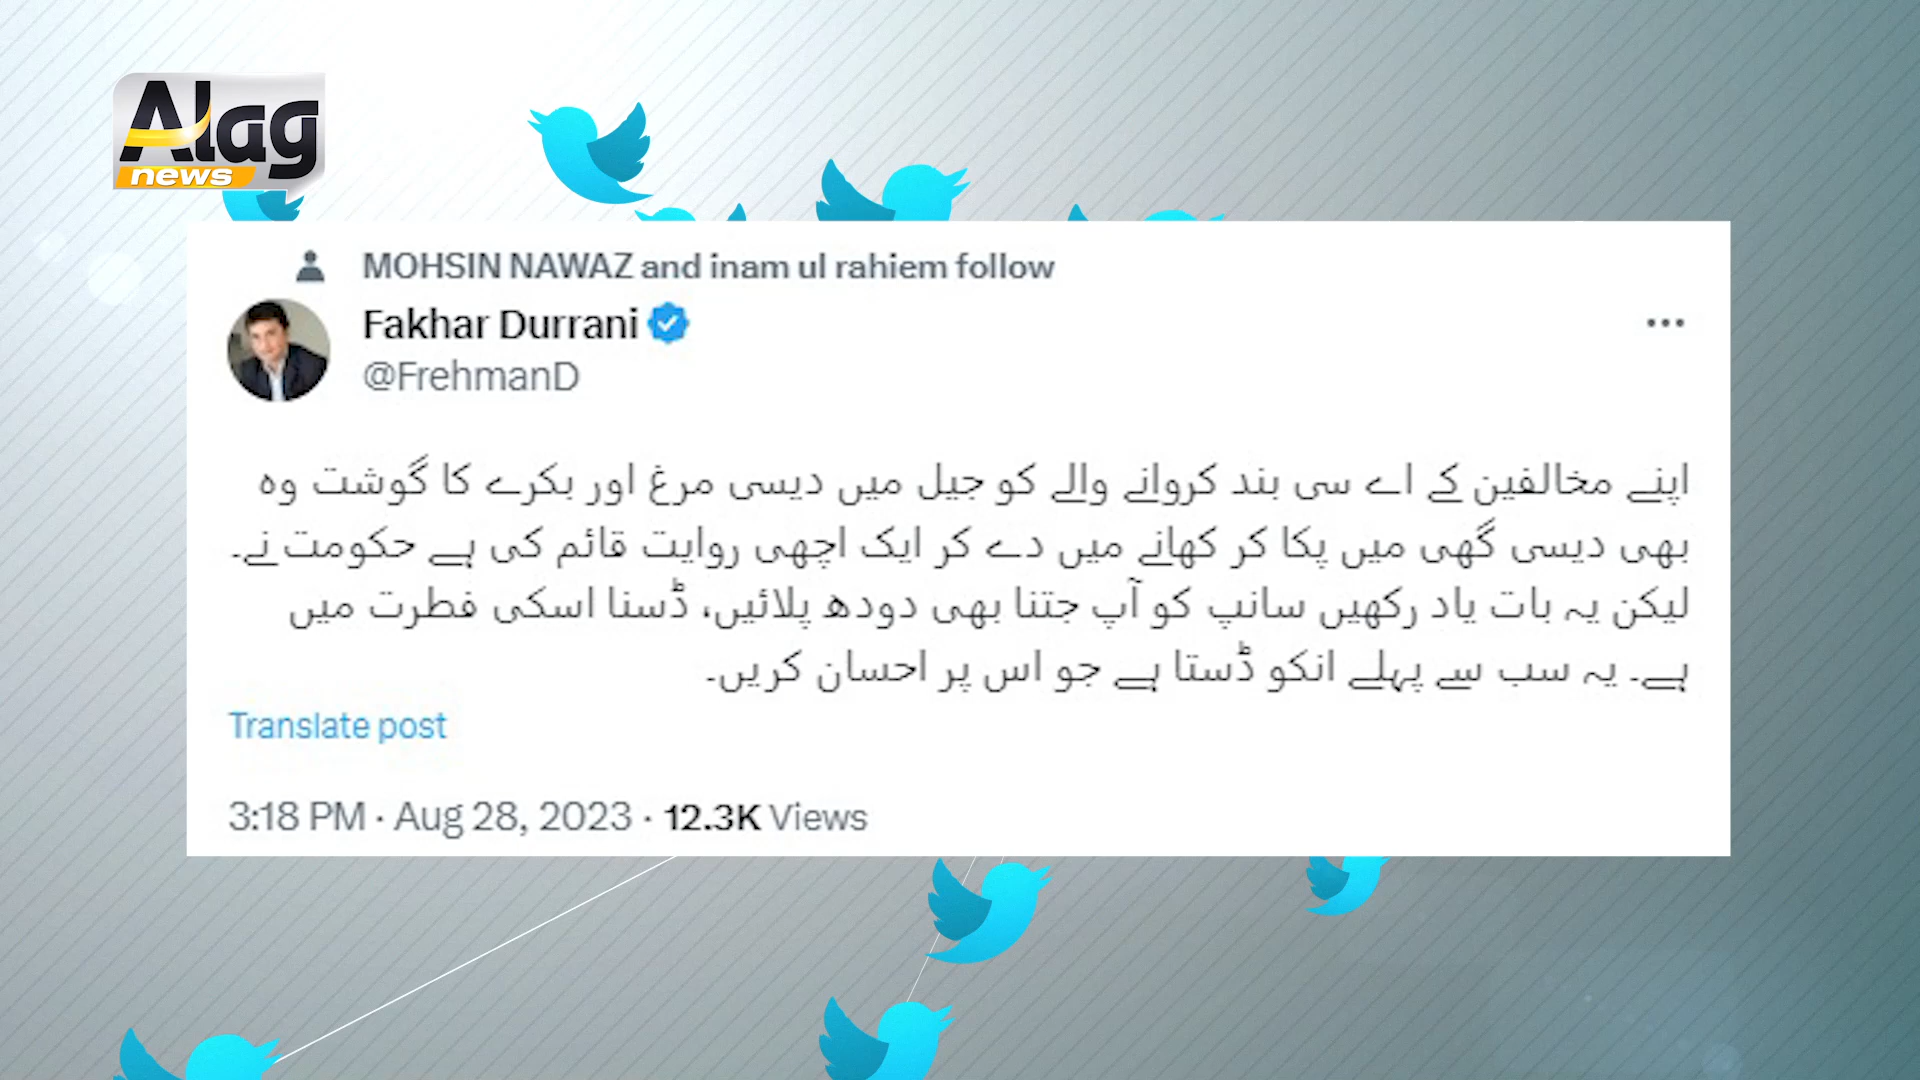 Alag
news
MOHSIN NAWAZ and inam ul rahiem follow
Fakhar Durrani
@FrehmanD
اپنے مخالفین کے اے سی بند کروانے والے کو جیل میں دیسی مرغ اور بکرے کا گوشت وہ
بھی دیسی گھی میں پکا کر کھانے میں دے کر ایک اچھی روایت قائم کی ہے حکومت نے۔
لیکن یہ بات یاد رکھیں سانپ کو آپ جتنا بھی دودھ پلائیں، ڈسنا اسکی فطرت میں
ہے۔ یہ سب سے پہلے انکو ڈستا ہے جو اس پر احسان کریں۔
Translate post
3:18 PM · Aug 28, 2023 · 12.3K Views